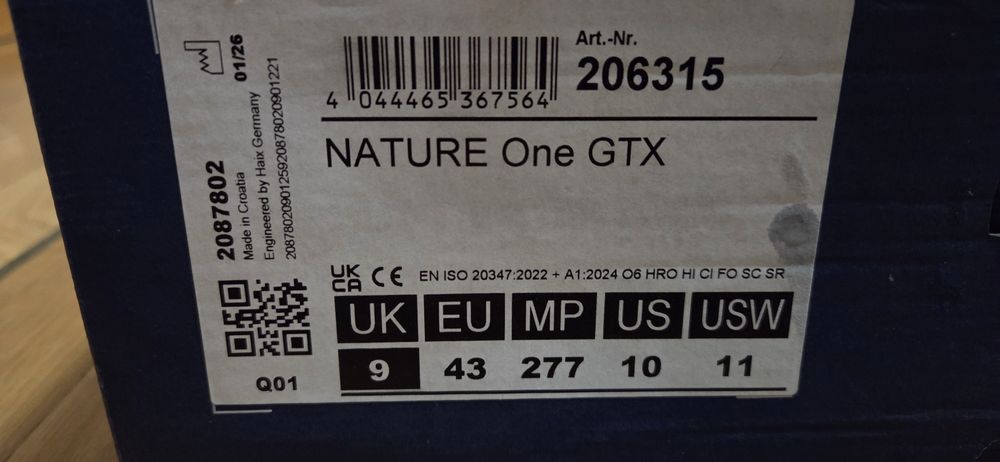 01/26
2087802
Made in Croatia
Engineered by Haix Germany
2087802090125920878020901221
Q01
4 044465 367564
Art.-Nr.
206315
NATURE One GTX
UK
CA CE EN ISO 20347:2022 + A1:2024 O6 HRO HI CI FO SC SR
UK EU MP US USW
9 43 277 10 11